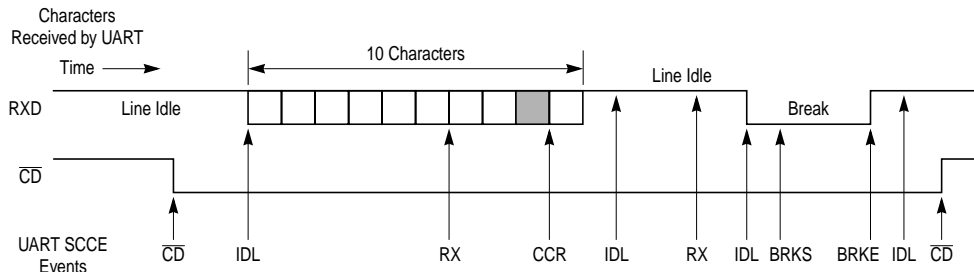 Characters
Received by UART
10 Characters
Time
Line Idle
RXD
Line Idle
Break
CD
UART SCCE
Events
CD IDL RX CCR IDL RX IDL BRKS BRKE IDL CD